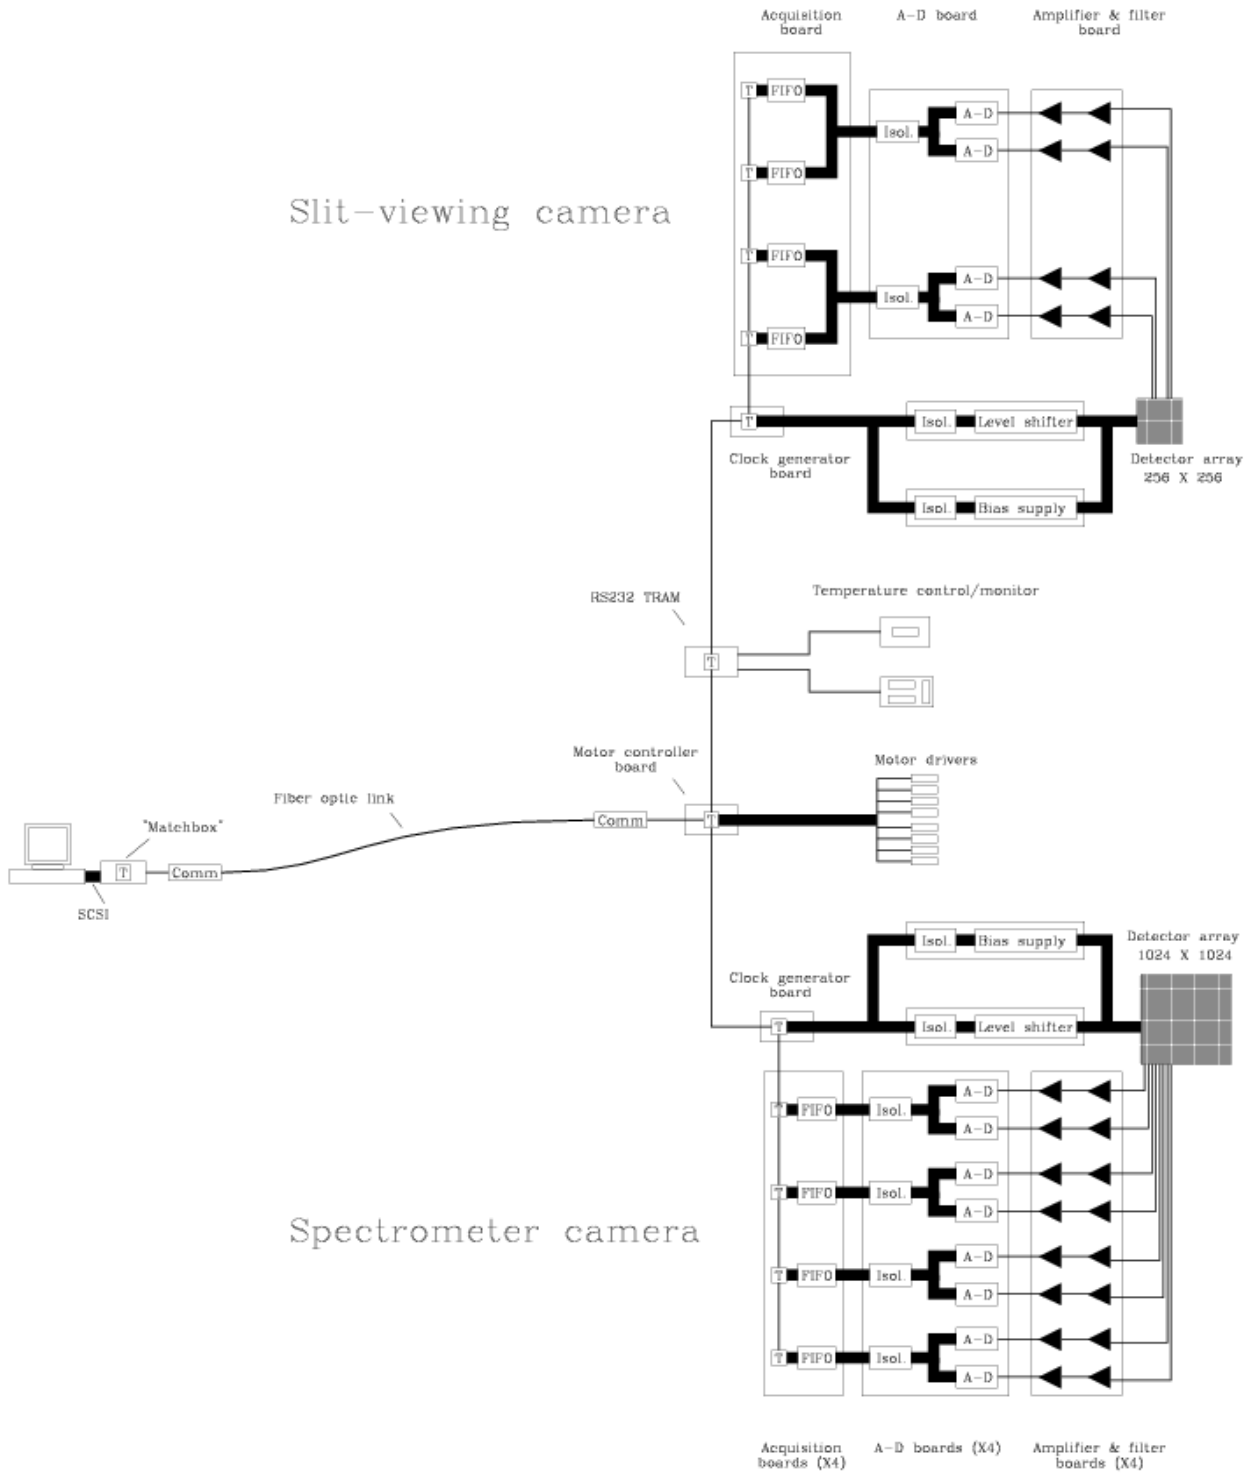 Acquisition
board
A-D board
Amplifier & filter
board
T FIFO
A-D
Isol.
A-D
T FIFO
Slit-viewing camera
T FIFO
A-D
Isol.
A-D
T FIFO
T
Isol. Level shifter
Clock generator
board
Detector array
256 X 256
Isol. Bias supply
RS232 TRAM
Temperature control/monitor
T
Motor controller
board
Motor drivers
Fiber optic link
"Matchbox"
Comm
T
T
Comm
SCSI
Isol. Bias supply
Detector array
1024 X 1024
Clock generator
board
T
Isol. Level shifter
A-D
T FIFO Isol.
A-D
A-D
T FIFO Isol.
A-D
Spectrometer camera
A-D
T FIFO Isol.
A-D
A-D
T FIFO Isol.
A-D
Acquisition
boards (X4)
A-D boards (X4)
Amplifier & filter
boards (X4)